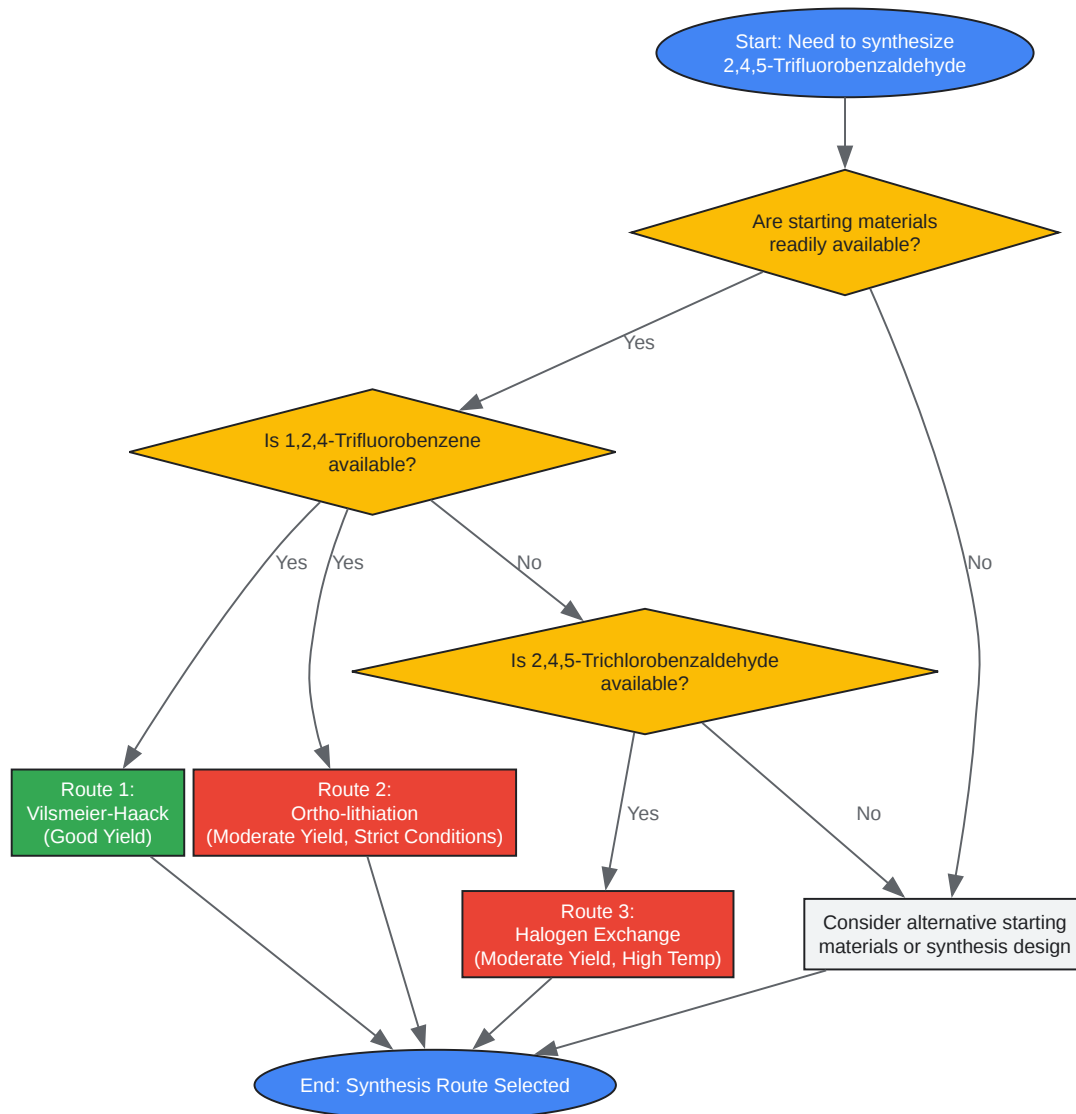 Start: Need to synthesize
2,4,5-Trifluorobenzaldehyde
Are starting materials
readily available?
Yes
Is 1,2,4-Trifluorobenzene
available?
Yes
Yes
No
No
Is 2,4,5-Trichlorobenzaldehyde
available?
Route 1:
Vilsmeier-Haack
(Good Yield)
Route 2:
Ortho-lithiation
(Moderate Yield, Strict Conditions)
Yes
No
Route 3:
Halogen Exchange
(Moderate Yield, High Temp)
Consider alternative starting
materials or synthesis design
End: Synthesis Route Selected